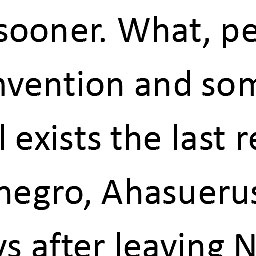 sooner. What, pe
nvention and som
l exists the last re
negro, Ahasuerus
ys after leaving N